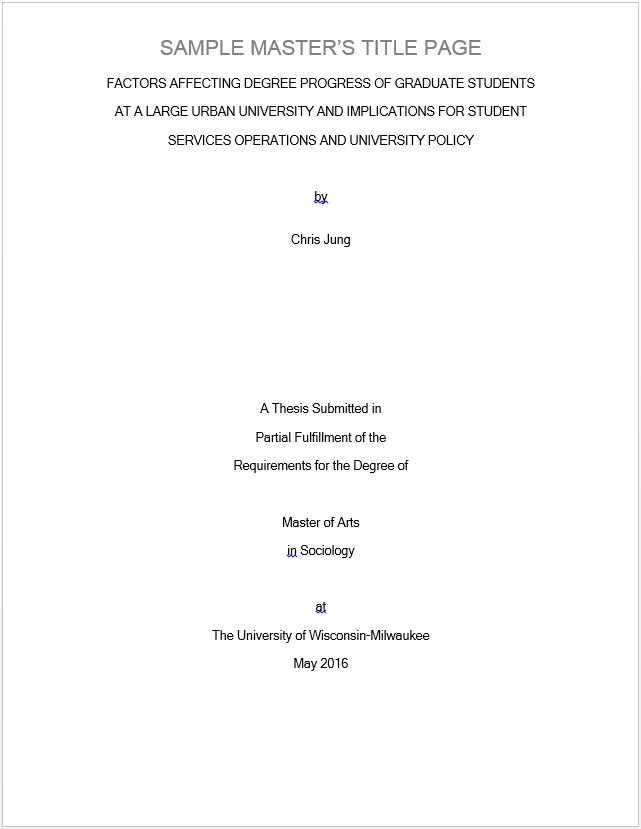 SAMPLE MASTER’S TITLE PAGE
FACTORS AFFECTING DEGREE PROGRESS OF GRADUATE STUDENTS
AT A LARGE URBAN UNIVERSITY AND IMPLICATIONS FOR STUDENT
SERVICES OPERATIONS AND UNIVERSITY POLICY
by
Chris Jung
A Thesis Submitted in
Partial Fulfillment of the
Requirements for the Degree of
Master of Arts
in Sociology
at
The University of Wisconsin-Milwaukee
May 2016